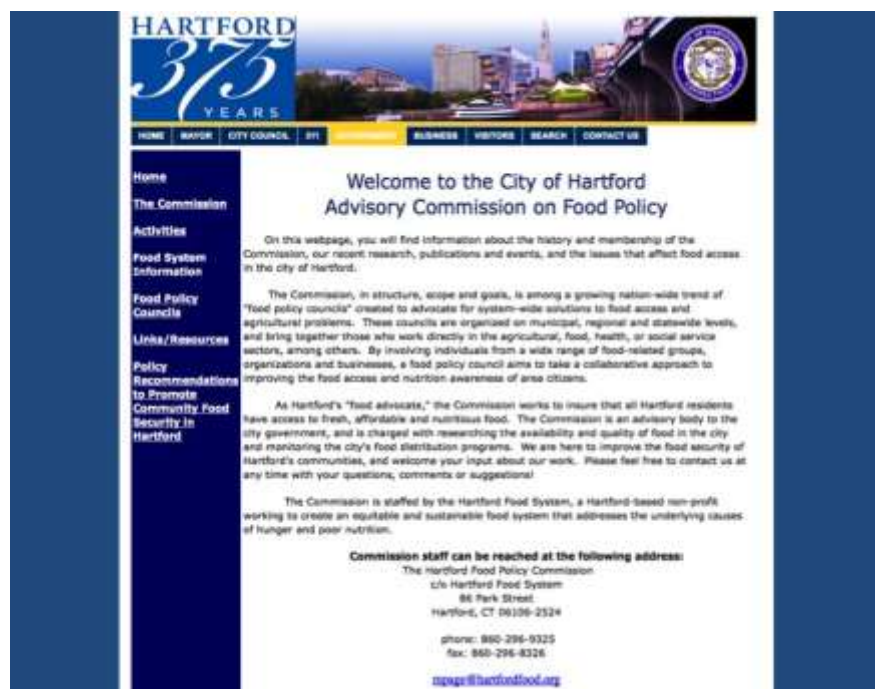 HARTFORD
375
YEARS
HOME MAYOR CITY COUNCIL 311 GOVERNMENT BUSINESS VISITORS SEARCH CONTACT US
Home
The Commission
Activities
Food System
Information
Food Policy
Councils
Links/Resources
Policy
Recommendations
to Promote
Community Food
Security in
Hartford
Welcome to the City of Hartford
Advisory Commission on Food Policy
On this webpage, you will find information about the history and membership of the
Commission, our recent research, publications and events, and the issues that affect food access
in the city of Hartford.
The Commission, in structure, scope and goals, is among a growing nation-wide trend of
"food policy councils" created to advocate for system-wide solutions to food access and
agricultural problems. These councils are organized on municipal, regional and statewide levels,
and bring together those who work directly in the agricultural, food, health, or social service
sectors, among others. By involving individuals from a wide range of food-related groups,
organizations and businesses, a food policy council aims to take a collaborative approach to
improving the food access and nutrition awareness of area citizens.
As Hartford's "food advocate," the Commission works to insure that all Hartford residents
have access to fresh, affordable and nutritious food. The Commission is an advisory body to the
city government, and is charged with researching the availability and quality of food in the city
and monitoring the city's food distribution programs. We are here to improve the food security of
Hartford's communities, and welcome your input about our work. Please feel free to contact us at
any time with your questions, comments or suggestions!
The Commission is staffed by the Hartford Food System, a Hartford-based non-profit
working to create an equitable and sustainable food system that addresses the underlying causes
of hunger and poor nutrition.
Commission staff can be reached at the following address:
The Hartford Food Policy Commission
c/o Hartford Food System
86 Park Street
Hartford, CT 06106-2524
phone: 860-296-9325
fax: 860-296-8326
mpage@hartfordfood.org